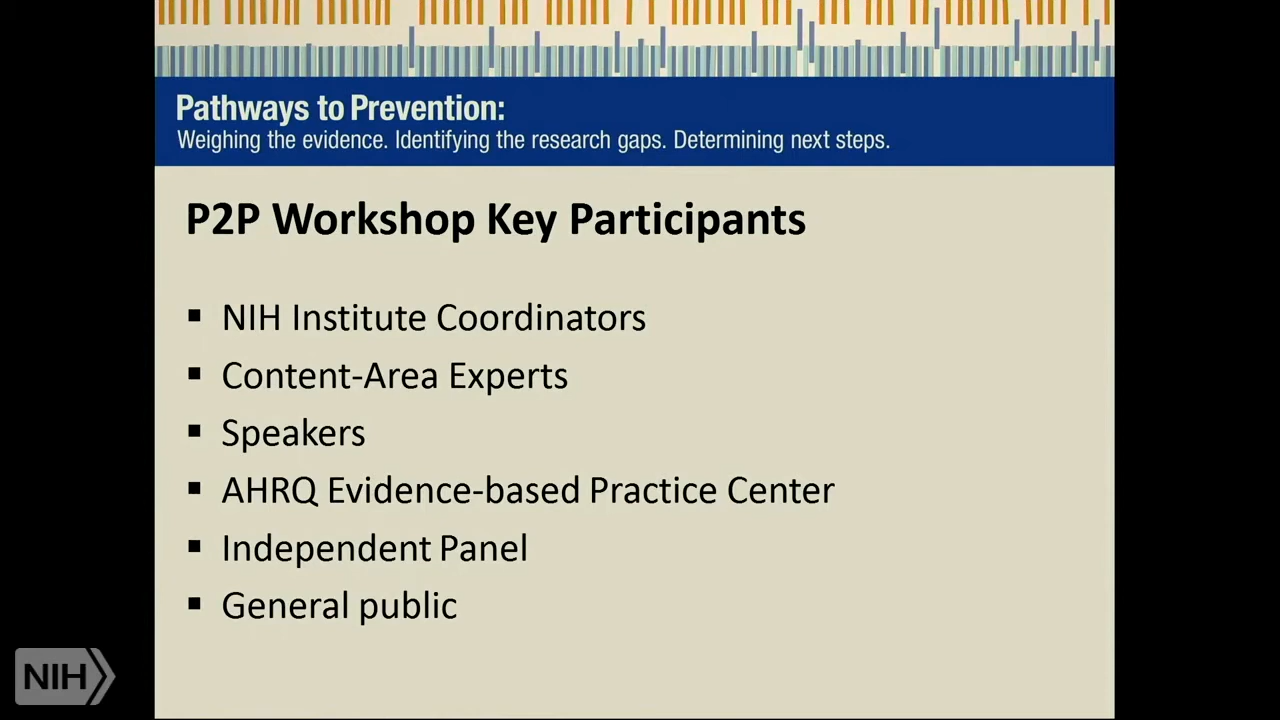 Pathways to Prevention:
Weighing the evidence. Identifying the research gaps. Determining next steps.
P2P Workshop Key Participants
▪ NIH Institute Coordinators
▪ Content-Area Experts
▪ Speakers
▪ AHRQ Evidence-based Practice Center
▪ Independent Panel
▪ General public
NIH